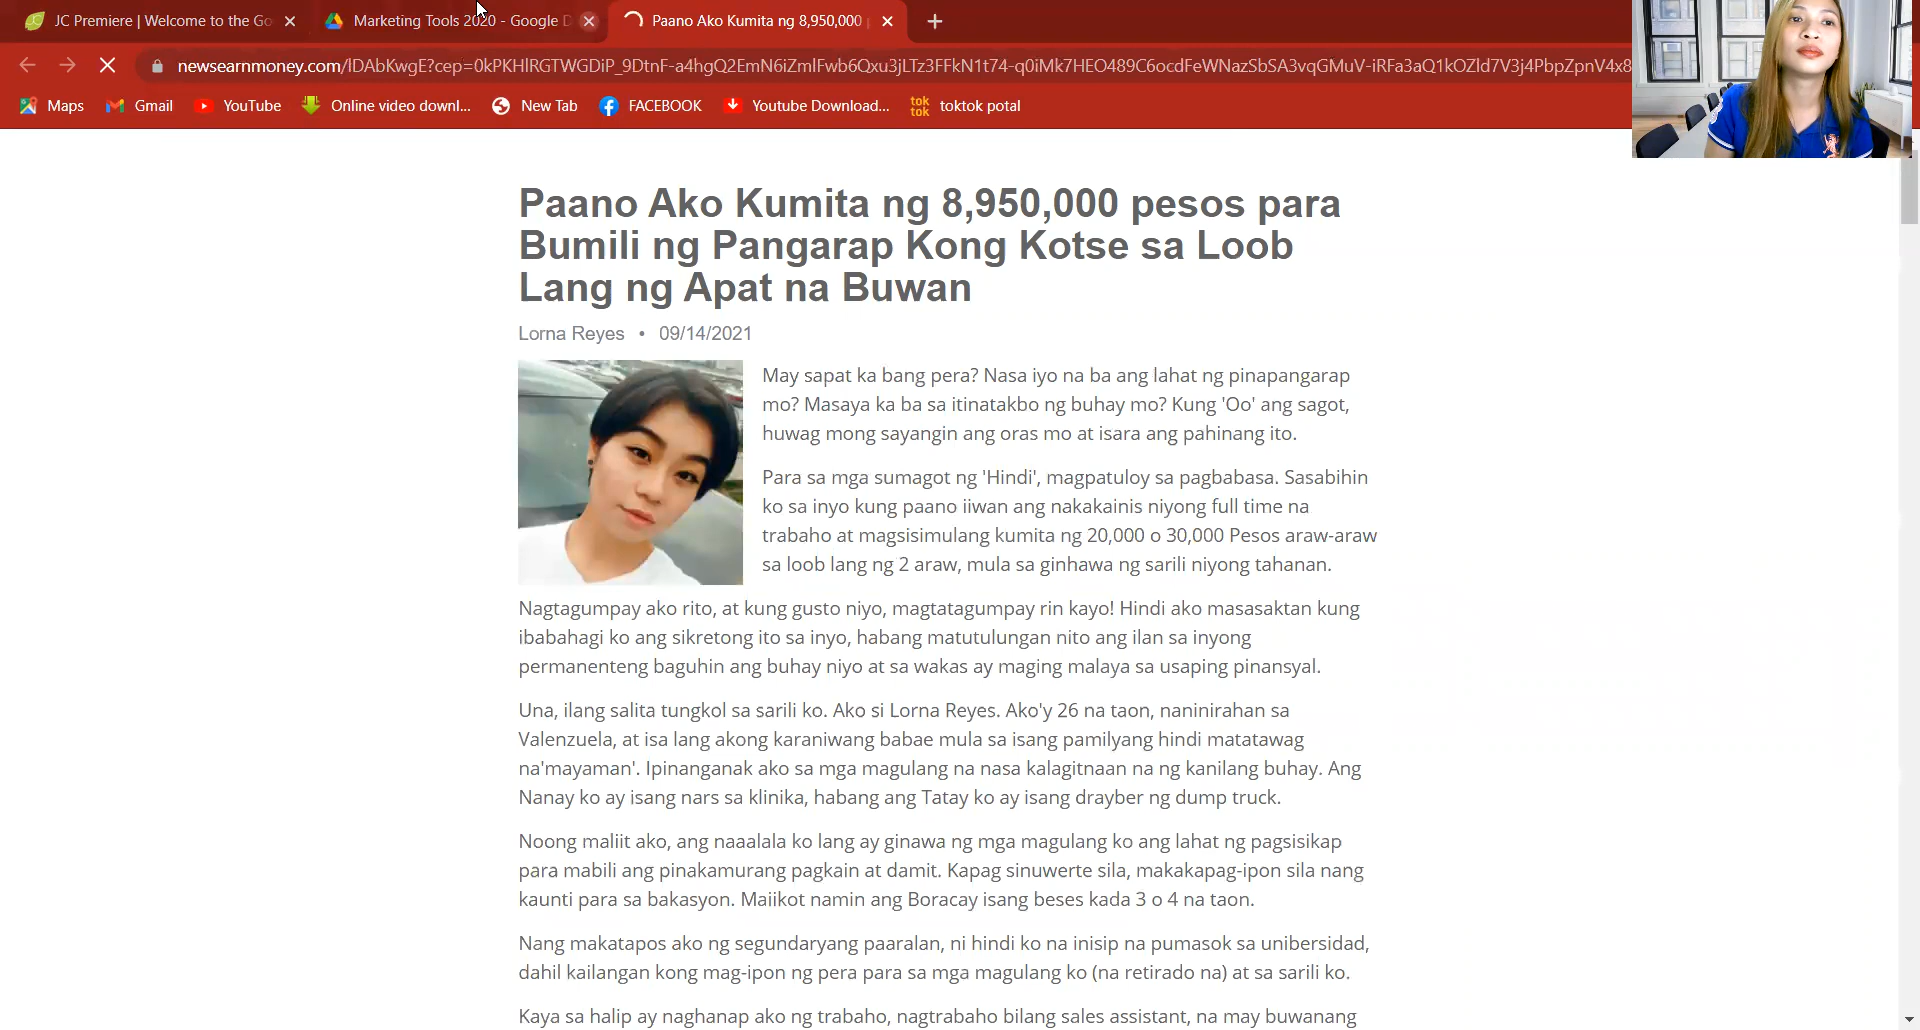 JC Premiere | Welcome to the Go
Marketing Tools 2020 - Google D
Paano Ako Kumita ng 8,950,000
newsearnmoney.com/IDAbKwgE?cep=0kPKHlRGTWGDiP_9DtnF-a4hgQ2EmN6iZmlFwb6Qxu3jLTz3FFkN1t74-q0iMk7HEO489C6ocdFeWNazSbSA3vqGMuV-iRFa3aQ1kOZld7V3j4PbpZpnV4x8
Maps Gmail YouTube Online video downl... New Tab FACEBOOK Youtube Download... tok tok toktok potal
Paano Ako Kumita ng 8,950,000 pesos para
Bumili ng Pangarap Kong Kotse sa Loob
Lang ng Apat na Buwan
Lorna Reyes • 09/14/2021
May sapat ka bang pera? Nasa iyo na ba ang lahat ng pinapangarap
mo? Masaya ka ba sa itinatakbo ng buhay mo? Kung 'Oo' ang sagot,
huwag mong sayangin ang oras mo at isara ang pahinang ito.
Para sa mga sumagot ng 'Hindi', magpatuloy sa pagbabasa. Sasabihin
ko sa inyo kung paano iiwan ang nakakainis niyong full time na
trabaho at magsisimulang kumita ng 20,000 o 30,000 Pesos araw-araw
sa loob lang ng 2 araw, mula sa ginhawa ng sarili niyong tahanan.
Nagtagumpay ako rito, at kung gusto niyo, magtatagumpay rin kayo! Hindi ako masasaktan kung
ibabahagi ko ang sikretong ito sa inyo, habang matutulungan nito ang ilan sa inyong
permanenteng baguhin ang buhay niyo at sa wakas ay maging malaya sa usaping pinansyal.
Una, ilang salita tungkol sa sarili ko. Ako si Lorna Reyes. Ako'y 26 na taon, naninirahan sa
Valenzuela, at isa lang akong karaniwang babae mula sa isang pamilyang hindi matatawag
na'mayaman'. Ipinanganak ako sa mga magulang na nasa kalagitnaan na ng kanilang buhay. Ang
Nanay ko ay isang nars sa klinika, habang ang Tatay ko ay isang drayber ng dump truck.
Noong maliit ako, ang naaalala ko lang ay ginawa ng mga magulang ko ang lahat ng pagsisikap
para mabili ang pinakamurang pagkain at damit. Kapag sinuwerte sila, makakapag-ipon sila nang
kaunti para sa bakasyon. Maiikot namin ang Boracay isang beses kada 3 o 4 na taon.
Nang makatapos ako ng segundaryang paaralan, ni hindi ko na inisip na pumasok sa unibersidad,
dahil kailangan kong mag-ipon ng pera para sa mga magulang ko (na retirado na) at sa sarili ko.
Kaya sa halip ay naghanap ako ng trabaho, nagtrabaho bilang sales assistant, na may buwanang